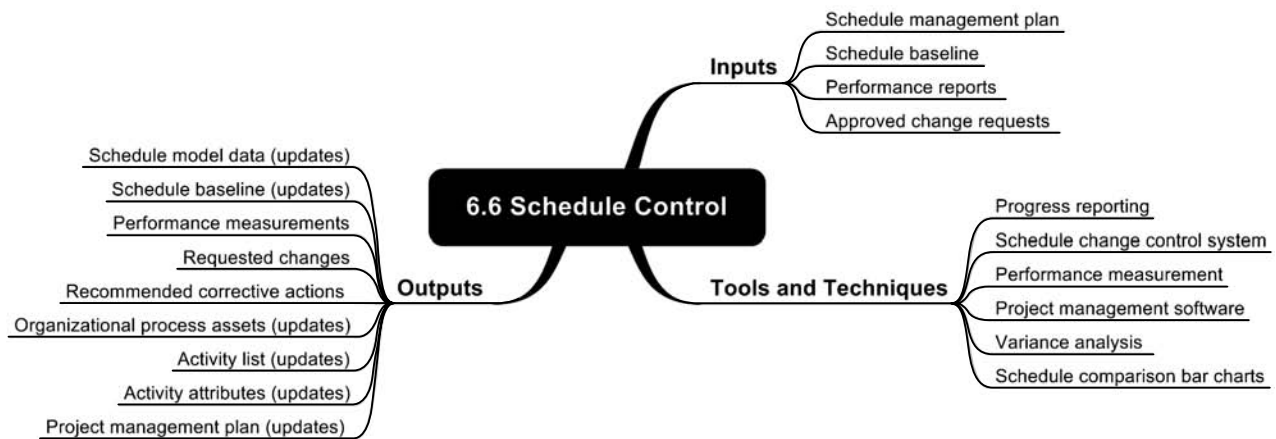 6.6 Schedule Control
Inputs
Schedule management plan
Schedule baseline
Performance reports
Approved change requests
Tools and Techniques
Progress reporting
Schedule change control system
Performance measurement
Project management software
Variance analysis
Schedule comparison bar charts
Outputs
Schedule model data (updates)
Schedule baseline (updates)
Performance measurements
Requested changes
Recommended corrective actions
Organizational process assets (updates)
Activity list (updates)
Activity attributes (updates)
Project management plan (updates)